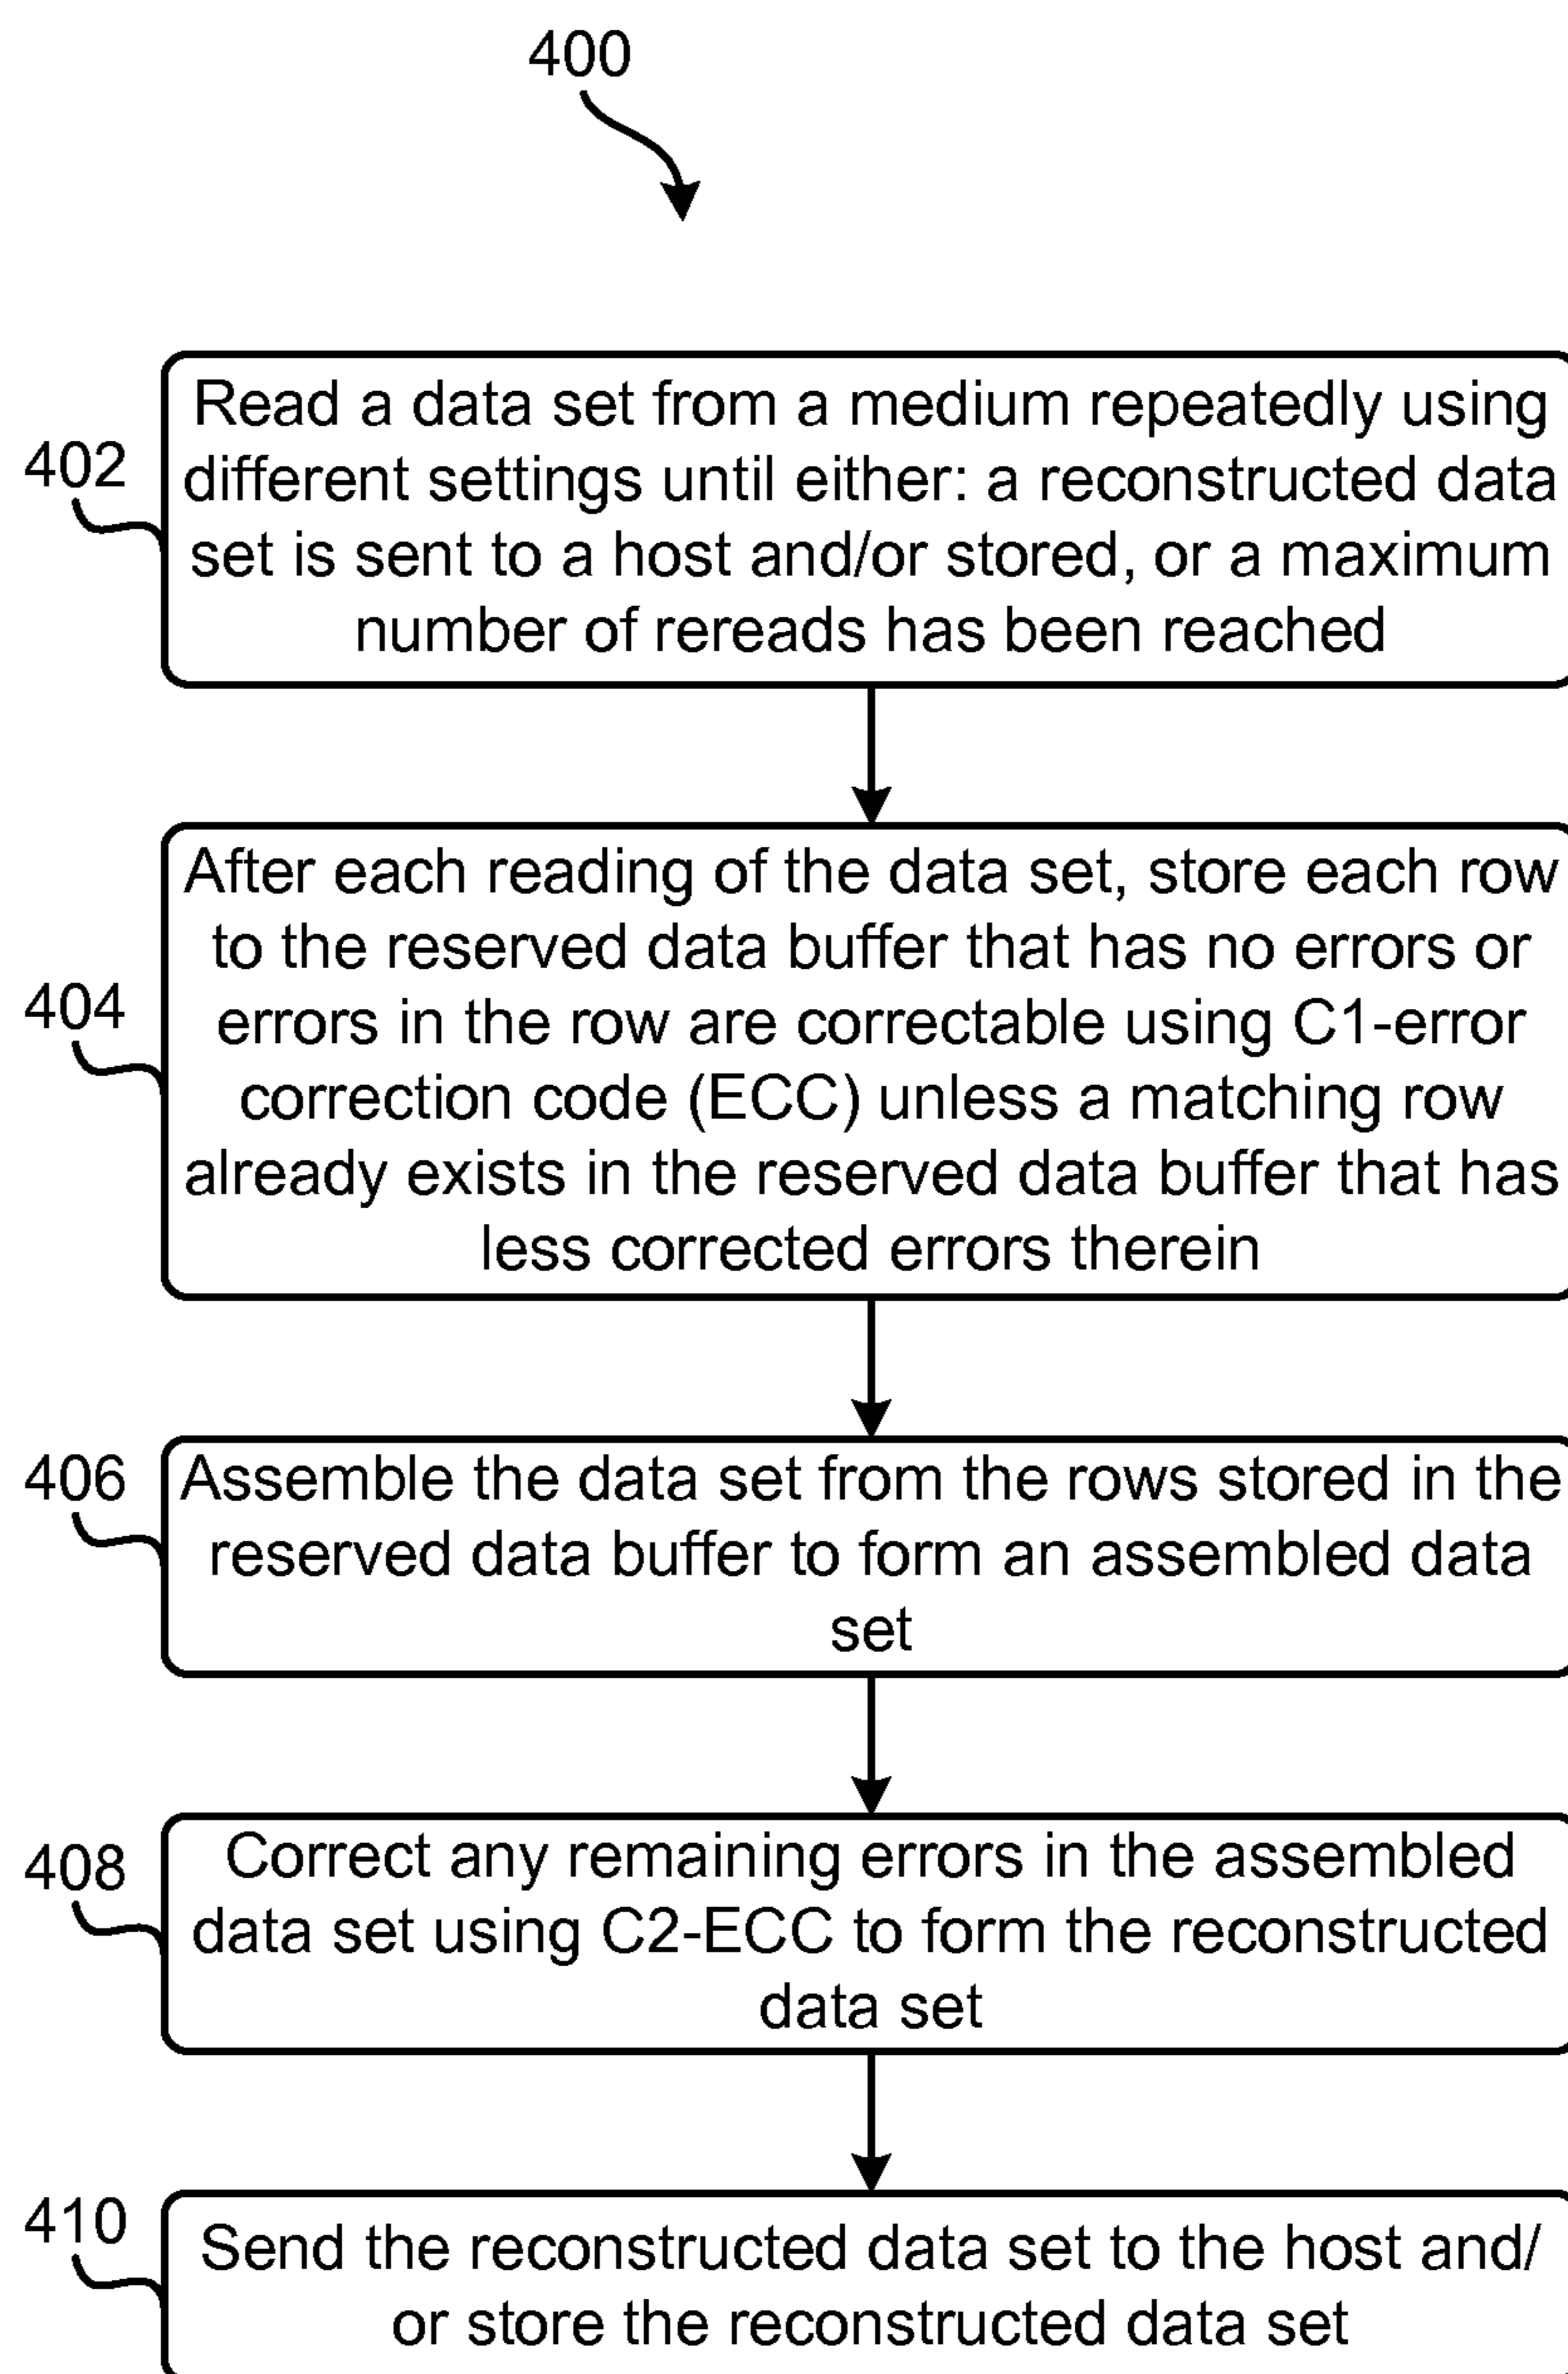 400
402
Read a data set from a medium repeatedly using
different settings until either: a reconstructed data
set is sent to a host and/or stored, or a maximum
number of rereads has been reached
404
After each reading of the data set, store each row
to the reserved data buffer that has no errors or
errors in the row are correctable using C1-error
correction code (ECC) unless a matching row
already exists in the reserved data buffer that has
less corrected errors therein
406
Assemble the data set from the rows stored in the
reserved data buffer to form an assembled data
set
408
Correct any remaining errors in the assembled
data set using C2-ECC to form the reconstructed
data set
410
Send the reconstructed data set to the host and/
or store the reconstructed data set